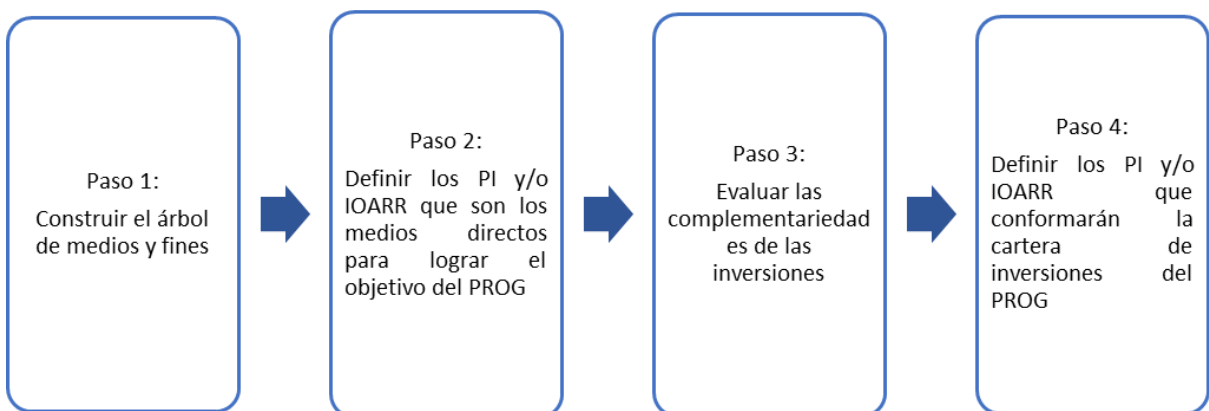 Paso 1:
Construir el árbol
de medios y fines
Paso 2:
Definir los PI y/o
IOARR que son los
medios directos
para lograr el
objetivo del PROG
Paso 3:
Evaluar las
complementariedad
es de las
inversiones
Paso 4:
Definir los PI y/o
IOARR que
conformarán la
cartera de
inversiones del
PROG